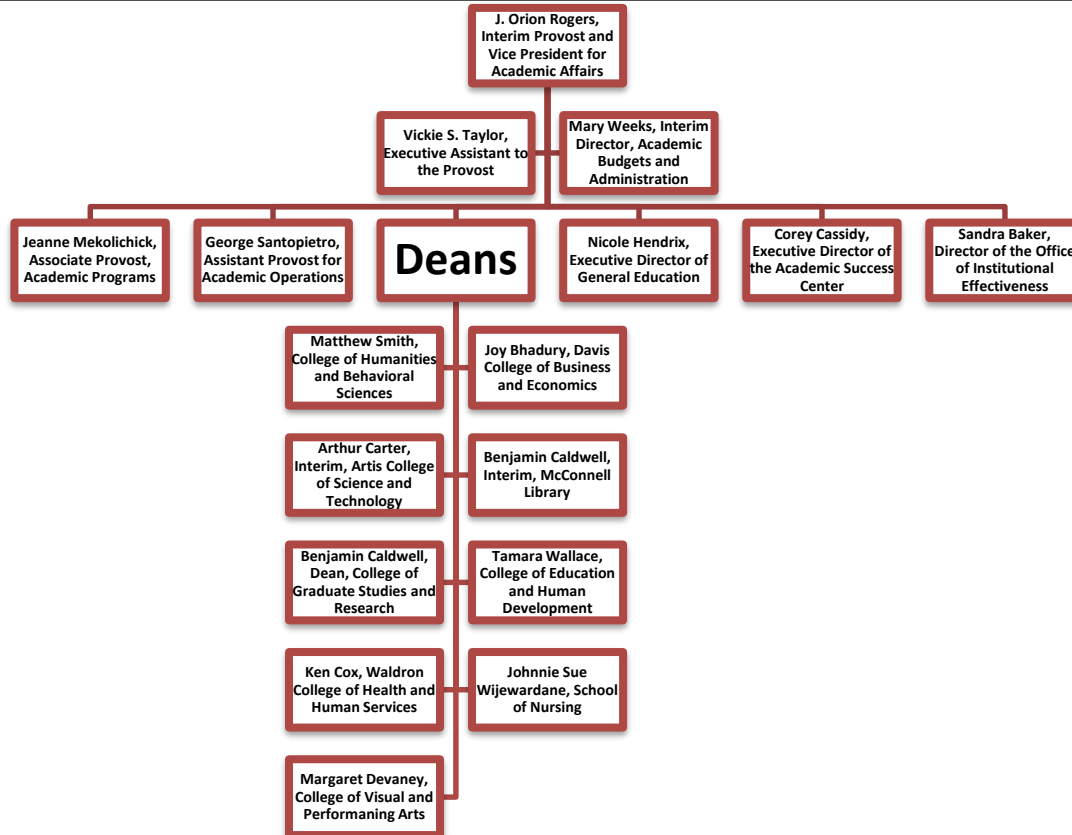 J. Orion Rogers,
Interim Provost and
Vice President for
Academic Affairs
Vickie S. Taylor,
Executive Assistant to
the Provost
Mary Weeks, Interim
Director, Academic
Budgets and
Administration
Jeanne Mekolichick,
Associate Provost,
Academic Programs
George Santopietro,
Assistant Provost for
Academic Operations
Deans
Nicole Hendrix,
Executive Director of
General Education
Corey Cassidy,
Executive Director of
the Academic Success
Center
Sandra Baker,
Director of the Office
of Institutional
Effectiveness
Matthew Smith,
College of Humanities
and Behavioral
Sciences
Joy Bhadury, Davis
College of Business
and Economics
Arthur Carter,
Interim, Artis College
of Science and
Technology
Benjamin Caldwell,
Interim, McConnell
Library
Benjamin Caldwell,
Dean, College of
Graduate Studies and
Research
Tamara Wallace,
College of Education
and Human
Development
Ken Cox, Waldron
College of Health and
Human Services
Johnnie Sue
Wijewardane, School
of Nursing
Margaret Devaney,
College of Visual and
Performaning Arts